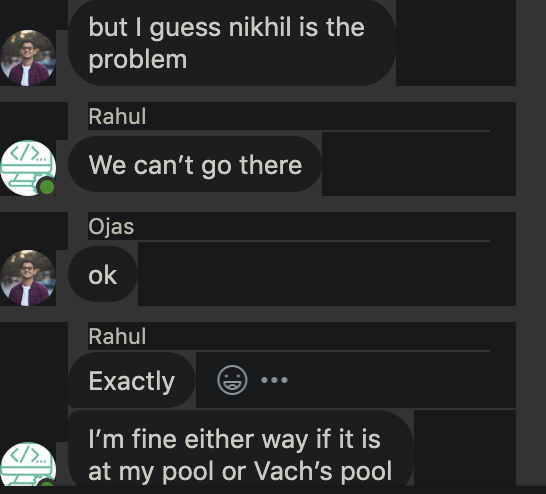 but I guess nikhil is the
problem
Rahul
We can’t go there
Ojas
ok
Rahul
Exactly
I’m fine either way if it is
at my pool or Vach’s pool